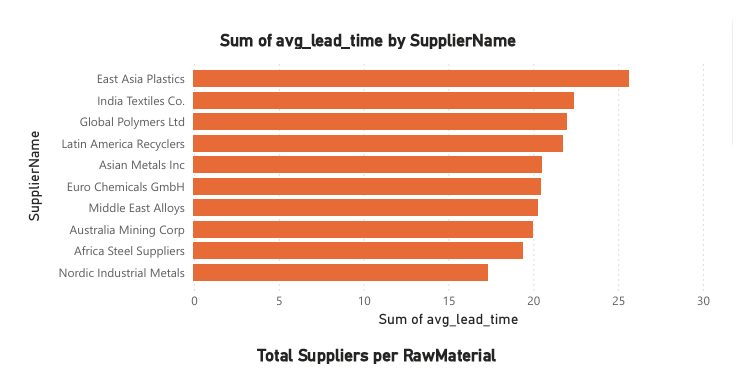 Sum of avg_lead_time by SupplierName
SupplierName
East Asia Plastics
India Textiles Co.
Global Polymers Ltd
Latin America Recyclers
Asian Metals Inc
Euro Chemicals GmbH
Middle East Alloys
Australia Mining Corp
Africa Steel Suppliers
Nordic Industrial Metals
0 5 10 15 20 25 30
Sum of avg_lead_time
Total Suppliers per RawMaterial